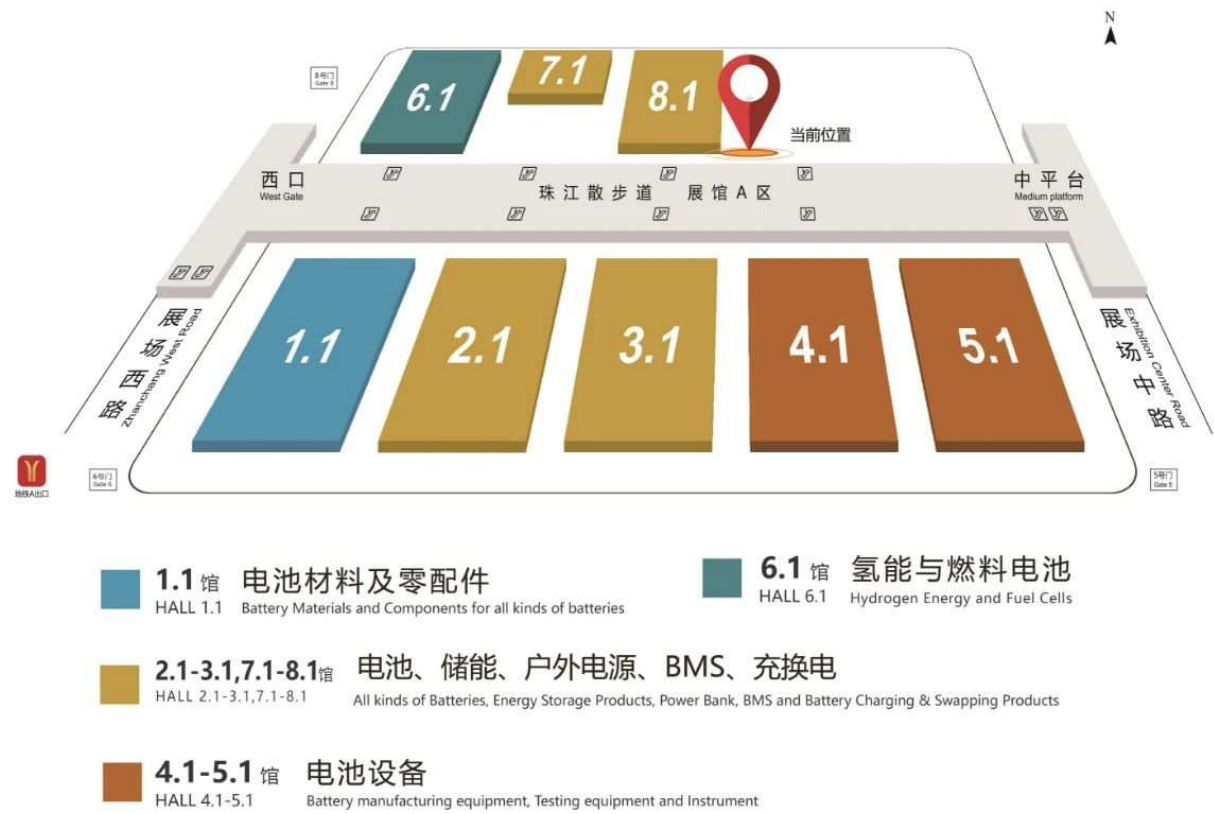 N
8号门
Gate 8
6.1
7.1
8.1
当前位置
西口
West Gate
珠江散步道 展馆A区
中平台
Medium platform
展场西路
Zhanchang West Road
1.1
2.1
3.1
4.1
5.1
展场中路
Exhibition Center Road
地铁A出口
6号门
Gate 6
5号门
Gate 5
1.1馆 电池材料及零配件
HALL 1.1 Battery Materials and Components for all kinds of batteries
6.1馆 氢能与燃料电池
HALL 6.1 Hydrogen Energy and Fuel Cells
2.1-3.1,7.1-8.1馆 电池、储能、户外电源、BMS、充换电
HALL 2.1-3.1,7.1-8.1 All kinds of Batteries, Energy Storage Products, Power Bank, BMS and Battery Charging & Swapping Products
4.1-5.1馆 电池设备
HALL 4.1-5.1 Battery manufacturing equipment, Testing equipment and Instrument